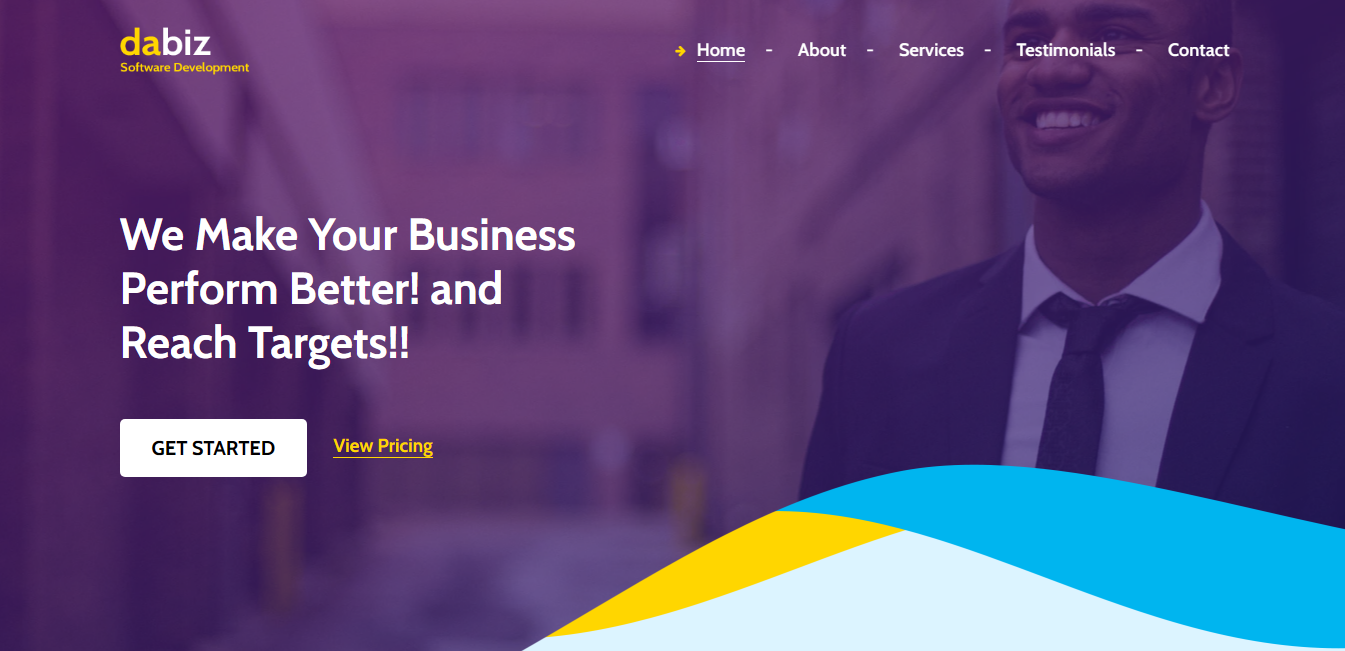 dabiz
Software Development
Home - About - Services - Testimonials - Contact
We Make Your Business
Perform Better! and
Reach Targets!!
GET STARTED
View Pricing